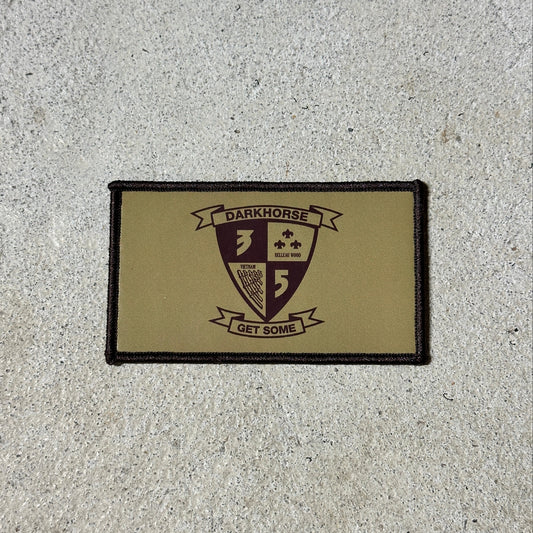 DARKHORSE
3
BELLEAU WOOD
VIETNAM
5
GET SOME